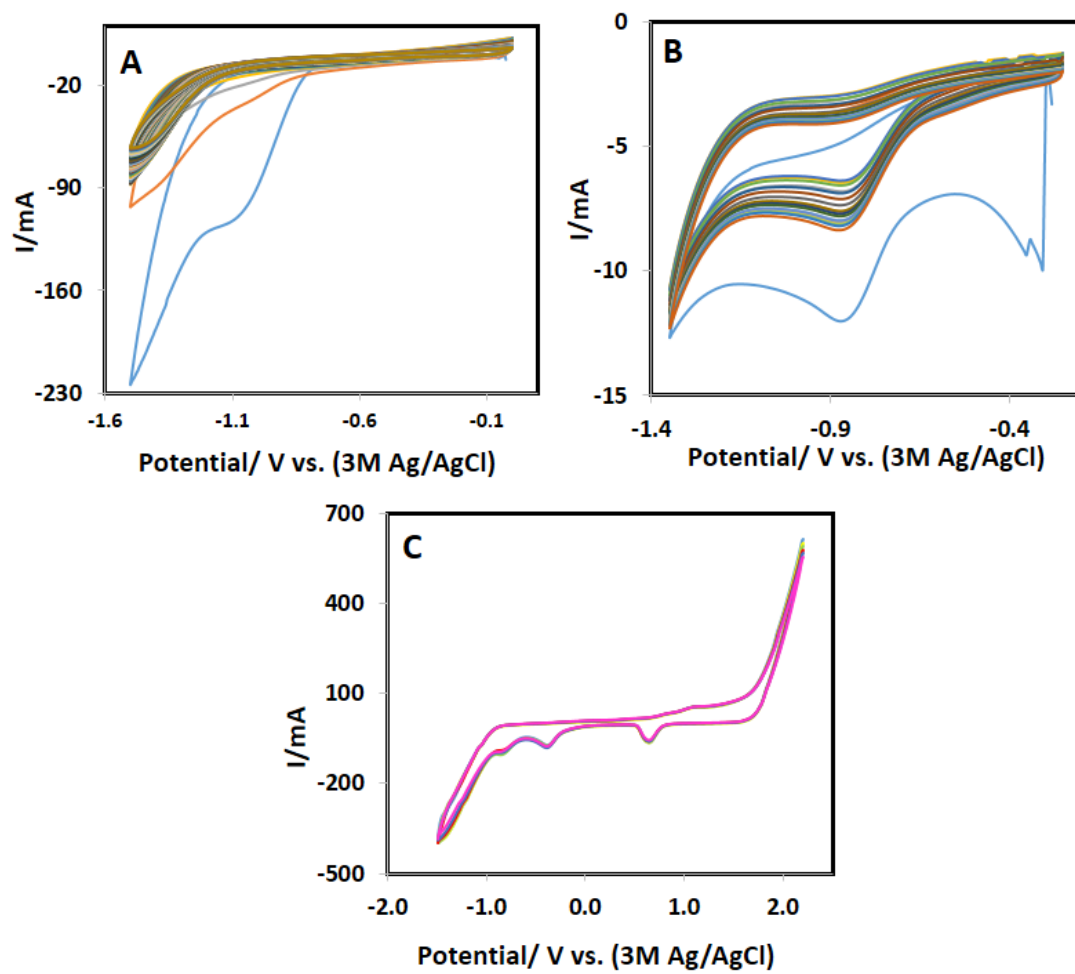 A
I/mA
-20
-90
-160
-230
-1.6
-1.1
-0.6
-0.1
Potential/ V vs. (3M Ag/AgCl)
B
I/mA
0
-5
-10
-15
-1.4
-0.9
-0.4
Potential/ V vs. (3M Ag/AgCl)
C
I/mA
700
400
100
-200
-500
-2.0
-1.0
0.0
1.0
2.0
Potential/ V vs. (3M Ag/AgCl)